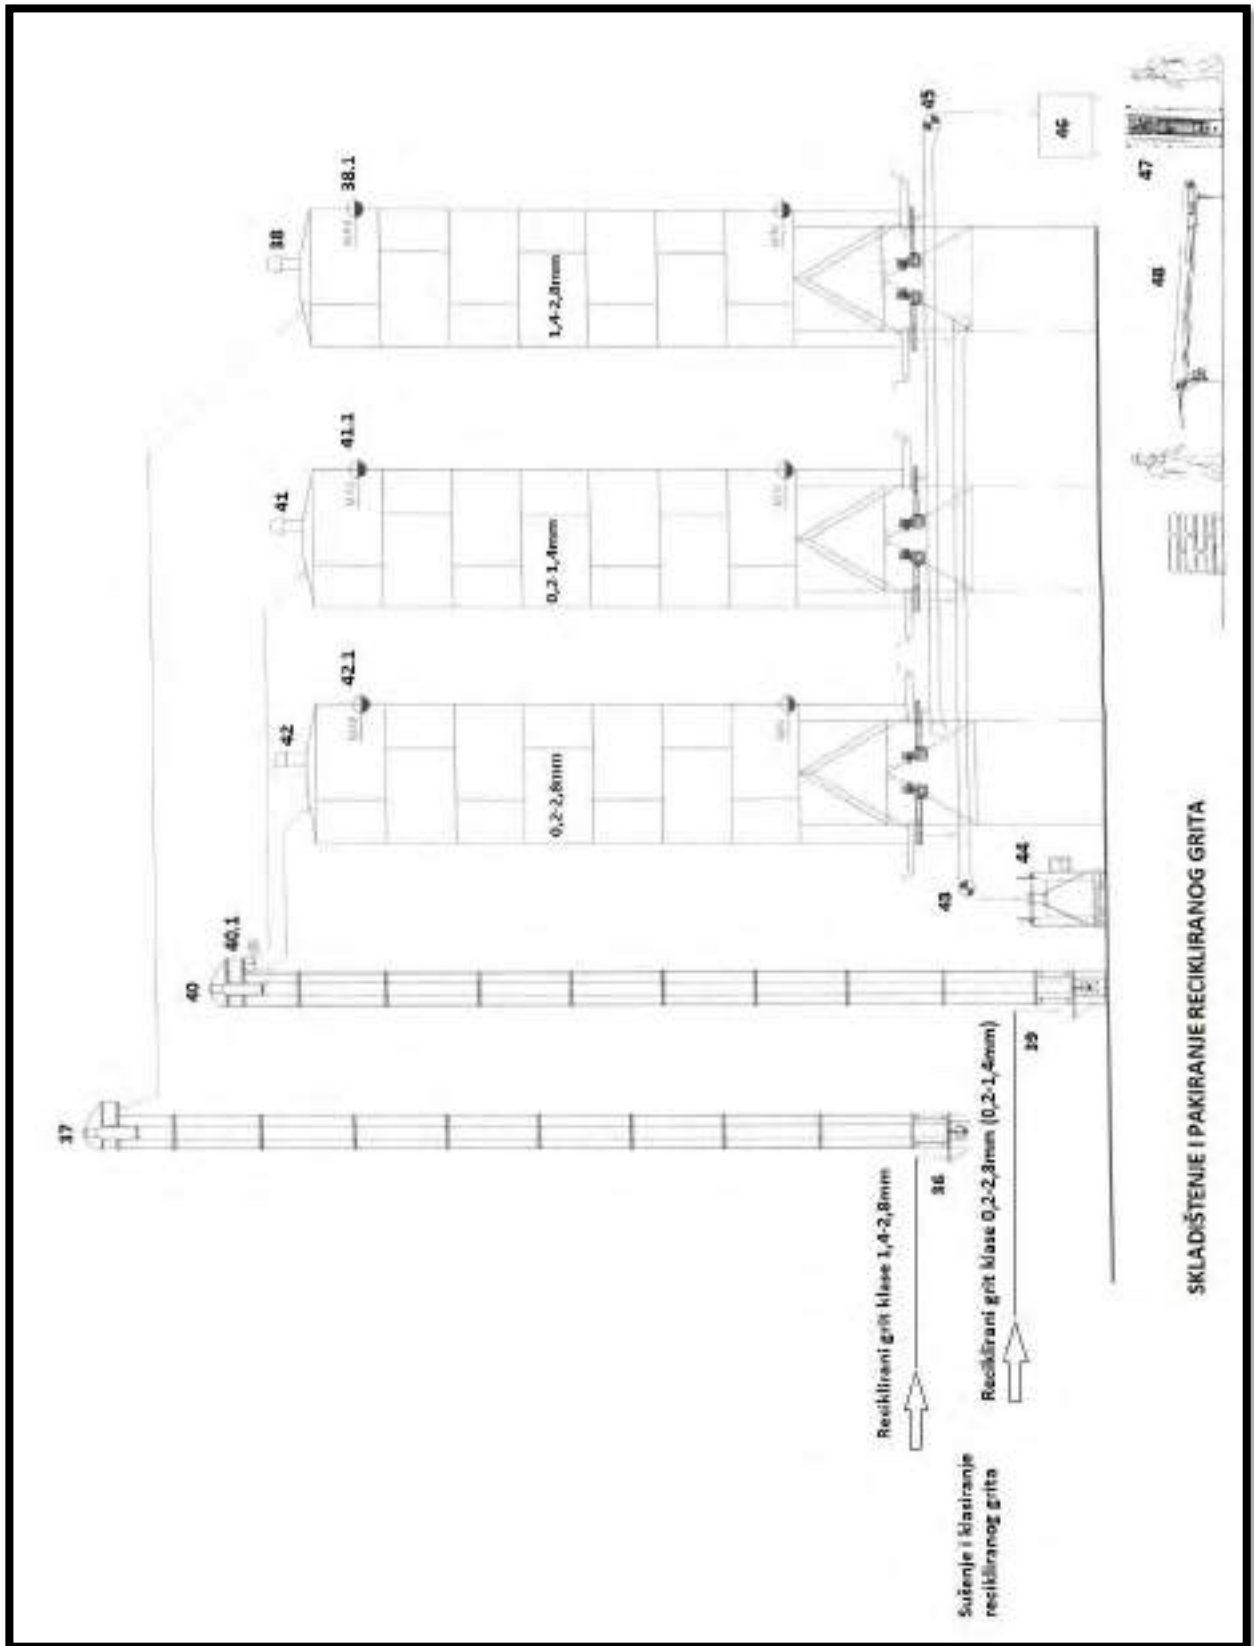 37
40
40.1
42
41
38
42.1
41.1
38.1
0,2-2,8mm
0,2-1,4mm
1,4-2,8mm
Reciklirani grit klase 1,4-2,8mm
36
43
45
Sušenje i klasiranje
recikliranog grita
Reciklirani grit klase 0,2-2,8mm (0,2-1,4mm)
39
44
46
47
48
SKLADIŠTENJE I PAKIRANJE RECIKLIRANOG GRITA